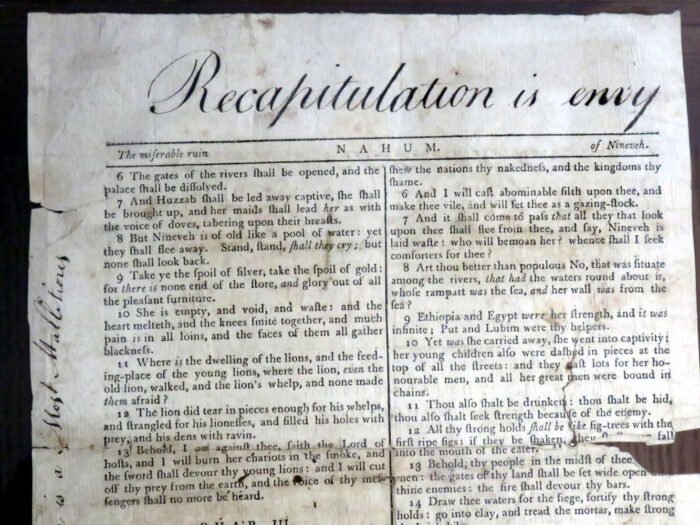 Recapitulation is envy
The miſerable ruin
NAHUM.
of Nineveh.
6 The gates of the rivers ſhall be opened, and the
palace ſhall be diſſolved.
7 And Huzzab ſhall be led away captive, ſhe ſhall
be brought up, and her maids ſhall lead her as with
the voice of doves, tabering upon their breaſts.
8 But Nineveh is of old like a pool of water: yet
they ſhall flee away. Stand, ſtand, ſhall they cry; but
none ſhall look back.
9 Take ye the ſpoil of ſilver, take the ſpoil of gold:
for there is none end of the ſtore, and glory out of all
the pleaſant furniture.
10 She is empty, and void, and waſte: and the
heart melteth, and the knees ſmite together, and much
pain is in all loins, and the faces of them all gather
blackneſs.
11 Where is the dwelling of the lions, and the feed-
ing-place of the young lions, where the lion, even the
old lion, walked, and the lion's whelp, and none made
them afraid?
12 The lion did tear in pieces enough for his whelps,
and ſtrangled for his lioneſſes, and filled his holes with
prey, and his dens with ravin.
13 Behold, I am againſt thee, ſaith the Lord of
hoſts, and I will burn her chariots in the ſmoke, and
the ſword ſhall devour thy young lions: and I will cut
off thy prey from the earth, and the voice of thy meſ-
ſengers ſhall no more be heard.
CHAP. III.
ſhew the nations thy nakedneſs, and the kingdoms thy
ſhame.
6 And I will caſt abominable filth upon thee, and
make thee vile, and will ſet thee as a gazing-ſtock.
7 And it ſhall come to paſs that all they that look
upon thee ſhall flee from thee, and ſay, Nineveh is
laid waſte: who will bemoan her? whence ſhall I ſeek
comforters for thee?
8 Art thou better than populous No, that was ſituate
among the rivers, that had the waters round about it,
whoſe rampart was the ſea, and her wall was from the
ſea?
9 Ethiopia and Egypt were her ſtrength, and it was
infinite; Put and Lubim were thy helpers.
10 Yet was ſhe carried away, ſhe went into captivity;
her young children alſo were daſhed in pieces at the
top of all the ſtreets: and they caſt lots for her ho-
nourable men, and all her great men were bound in
chains.
11 Thou alſo ſhalt be drunken: thou ſhalt be hid,
thou alſo ſhalt ſeek ſtrength becauſe of the enemy.
12 All thy ſtrong holds ſhall be like fig-trees with the
firſt ripe figs: if they be ſhaken, they fall
into the mouth of the eater.
13 Behold, thy people in the midſt of thee
men: the gates of thy land ſhall be ſet wide open
thine enemies: the fire ſhall devour thy bars.
14 Draw thee waters for the ſiege, fortify thy ſtrong
holds: go into clay, and tread the mortar, make ſtrong
is a Most Mallitious